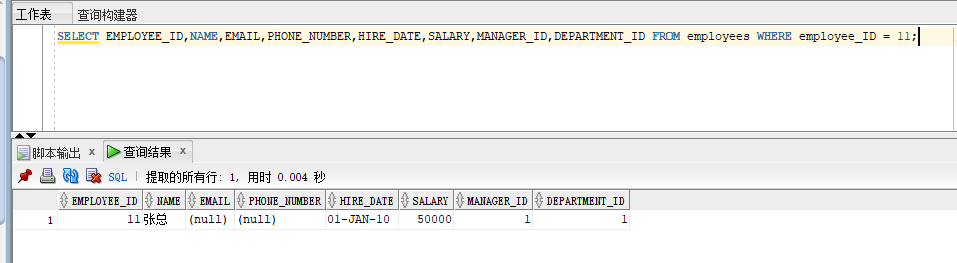 工作表 查询构建器
SELECT EMPLOYEE_ID,NAME,EMAIL,PHONE_NUMBER,HIRE_DATE,SALARY,MANAGER_ID,DEPARTMENT_ID FROM employees WHERE employee_ID = 11;
脚本输出 × 查询结果 ×
SQL 提取的所有行: 1, 用时 0.004 秒
EMPLOYEE_ID NAME EMAIL PHONE_NUMBER HIRE_DATE SALARY MANAGER_ID DEPARTMENT_ID
1 11 张总 (null) (null) 01-JAN-10 50000 1 1